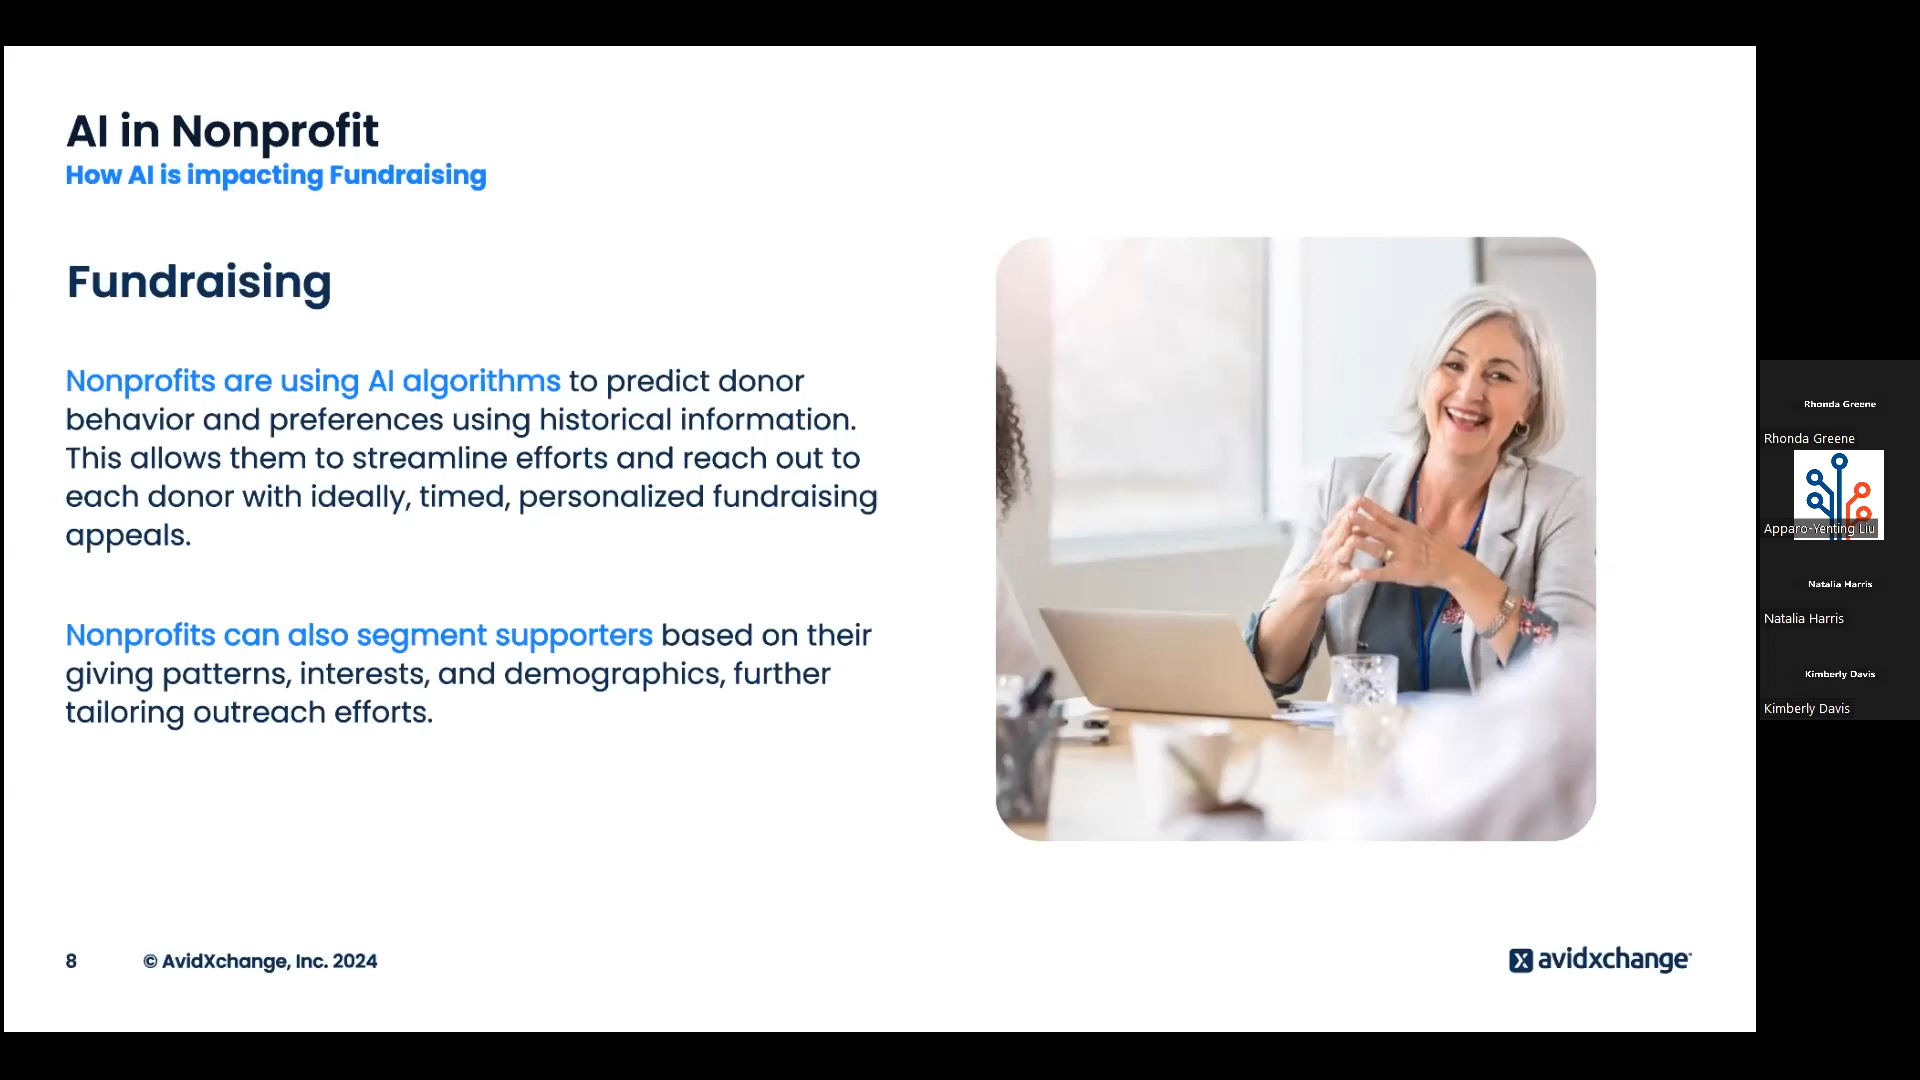 AI in Nonprofit
How AI is impacting Fundraising
Fundraising
Nonprofits are using AI algorithms to predict donor
behavior and preferences using historical information.
This allows them to streamline efforts and reach out to
each donor with ideally, timed, personalized fundraising
appeals.
Nonprofits can also segment supporters based on their
giving patterns, interests, and demographics, further
tailoring outreach efforts.
8
© AvidXchange, Inc. 2024
avidxchange
Rhonda Greene
Rhonda Greene
Apparo-Yenting Liu
Natalia Harris
Natalia Harris
Kimberly Davis
Kimberly Davis